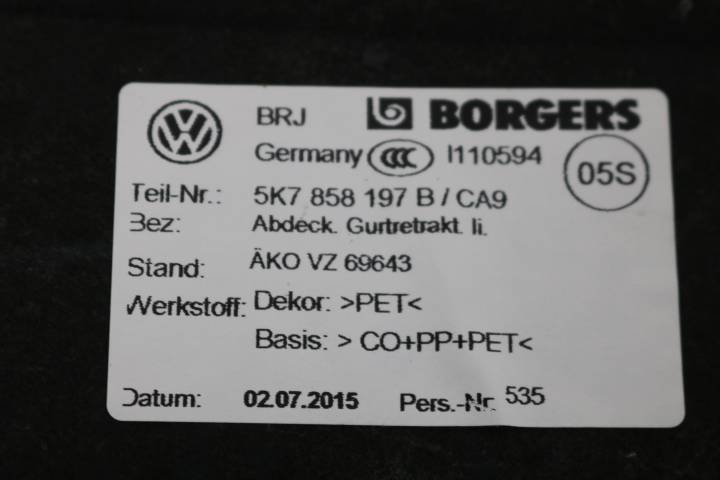 BRJ BORGERS
Germany CCC I110594 05S
Teil-Nr.: 5K7 858 197 B / CA9
Bez: Abdeck. Gurtretrakt. li.
Stand: ÄKO VZ 69643
Werkstoff: Dekor: >PET<
Basis: > CO+PP+PET<
Datum: 02.07.2015 Pers.-Nr. 535